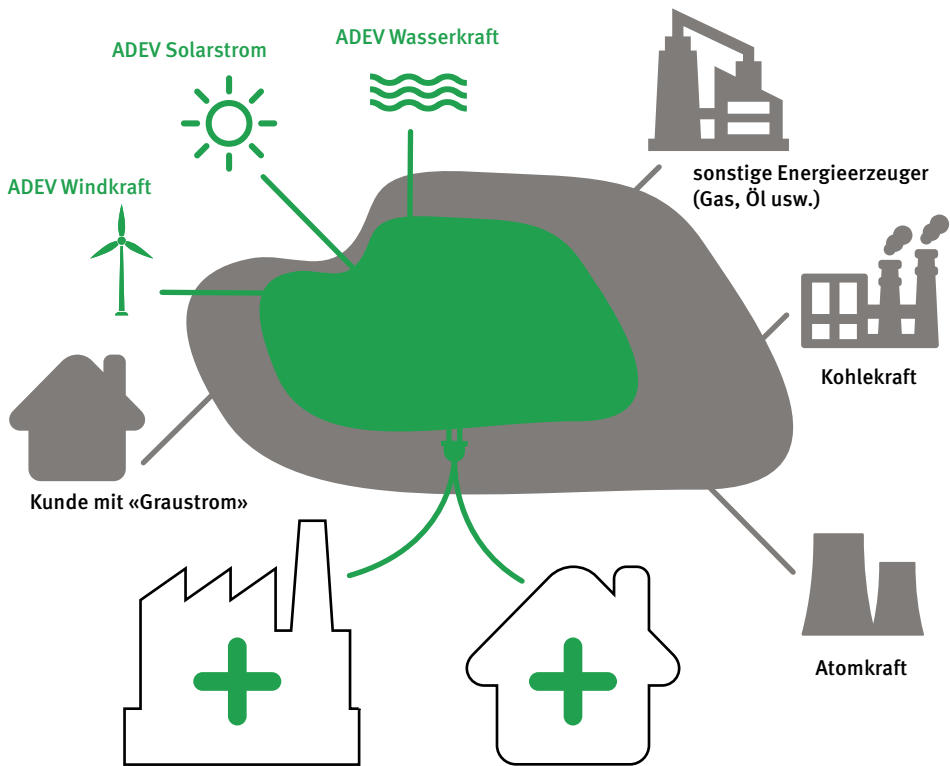 ADEV Wasserkraft
ADEV Solarstrom
ADEV Windkraft
sonstige Energieerzeuger
(Gas, Öl usw.)
Kohlekraft
Kunde mit «Graustrom»
Atomkraft